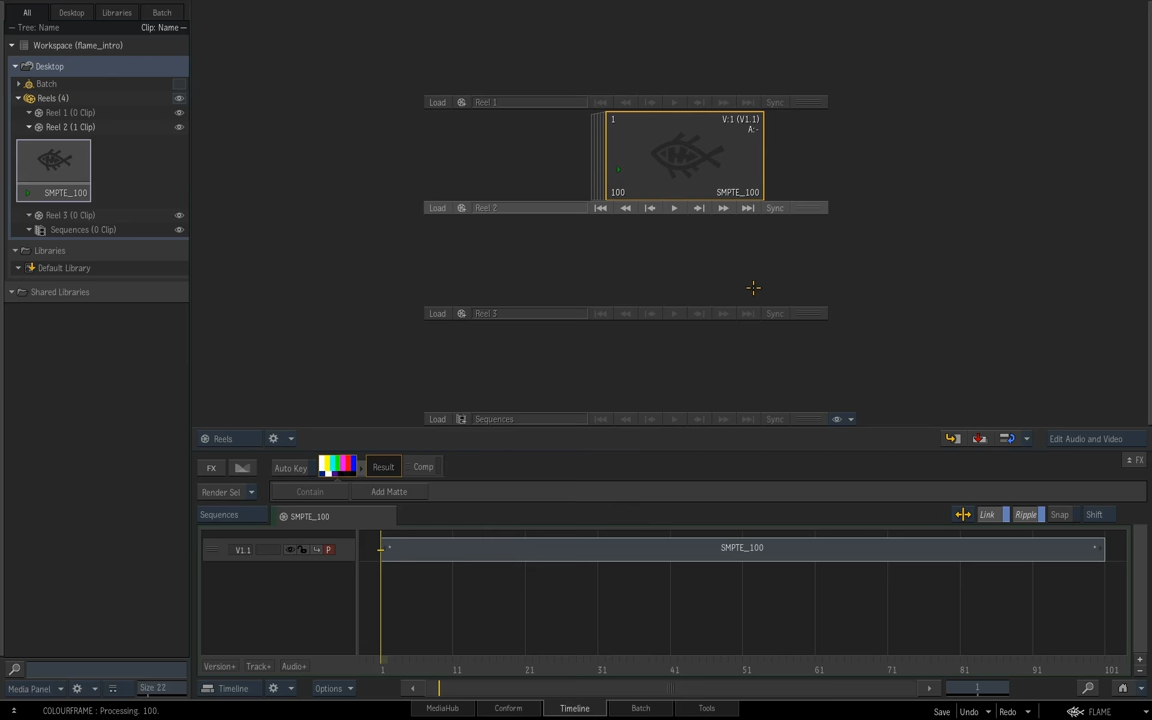 All Desktop Libraries Batch
Tree: Name Clip: Name
Workspace (flame_intro)
Desktop
Batch
Reels (4)
Reel 1 (0 Clip)
Reel 2 (1 Clip)
SMPTE_100
Reel 3 (0 Clip)
Sequences (0 Clip)
Libraries
Default Library
Shared Libraries
Load Reel 1 Sync
1 V:1 (V1.1)
A:-
100 SMPTE_100
Load Reel 2 Sync
Load Reel 3 Sync
Load Sequences Sync
Reels Edit Audio and Video
FX Auto Key Result Comp FX
Render Sel Contain Add Matte
Sequences SMPTE_100 Link Ripple Snap Shift
V1.1 P SMPTE_100
Version+ Track+ Audio+ 1 11 21 31 41 51 61 71 81 91 101
Media Panel Size 22 Timeline Options 1
COLOURFRAME : Processing: 100. MediaHub Conform Timeline Batch Tools Save Undo Redo FLAME